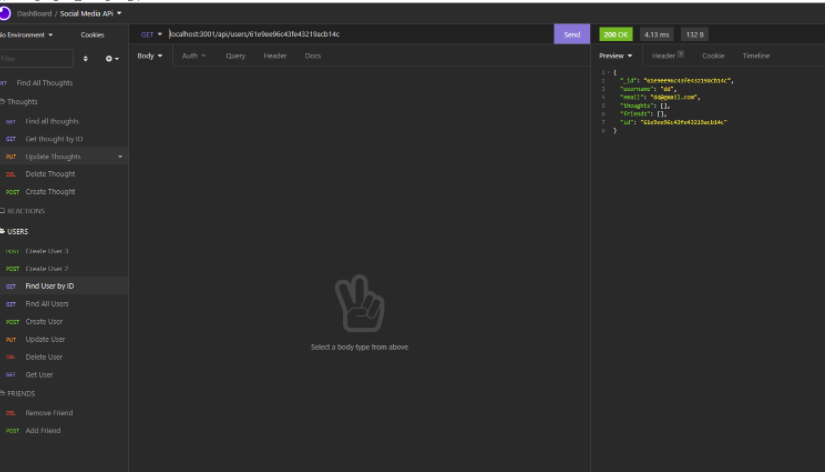 DashBoard / Social Media APi
No Environment
Cookies
Filter
GET Find All Thoughts
Thoughts
GET Find all thoughts
GET Get thought by ID
PUT Update Thoughts
DEL Delete Thought
POST Create Thought
REACTIONS
USERS
POST Create User 3
POST Create User 2
GET Find User by ID
GET Find All Users
POST Create User
PUT Update User
DEL Delete User
GET Get User
FRIENDS
DEL Remove Friend
POST Add Friend
GET localhost:3001/api/users/61e9ee96c43fe43219acb14c
Send
Body Auth Query Header Docs
Select a body type from above
200 OK 4.13 ms 132 B
Preview Header 7 Cookie Timeline
1 {
2 "_id": "61e9ee96c43fe43219acb14c",
3 "username": "dd",
4 "email": "dd@gmail.com",
5 "thoughts": [],
6 "friends": [],
7 "id": "61e9ee96c43fe43219acb14c"
8 }